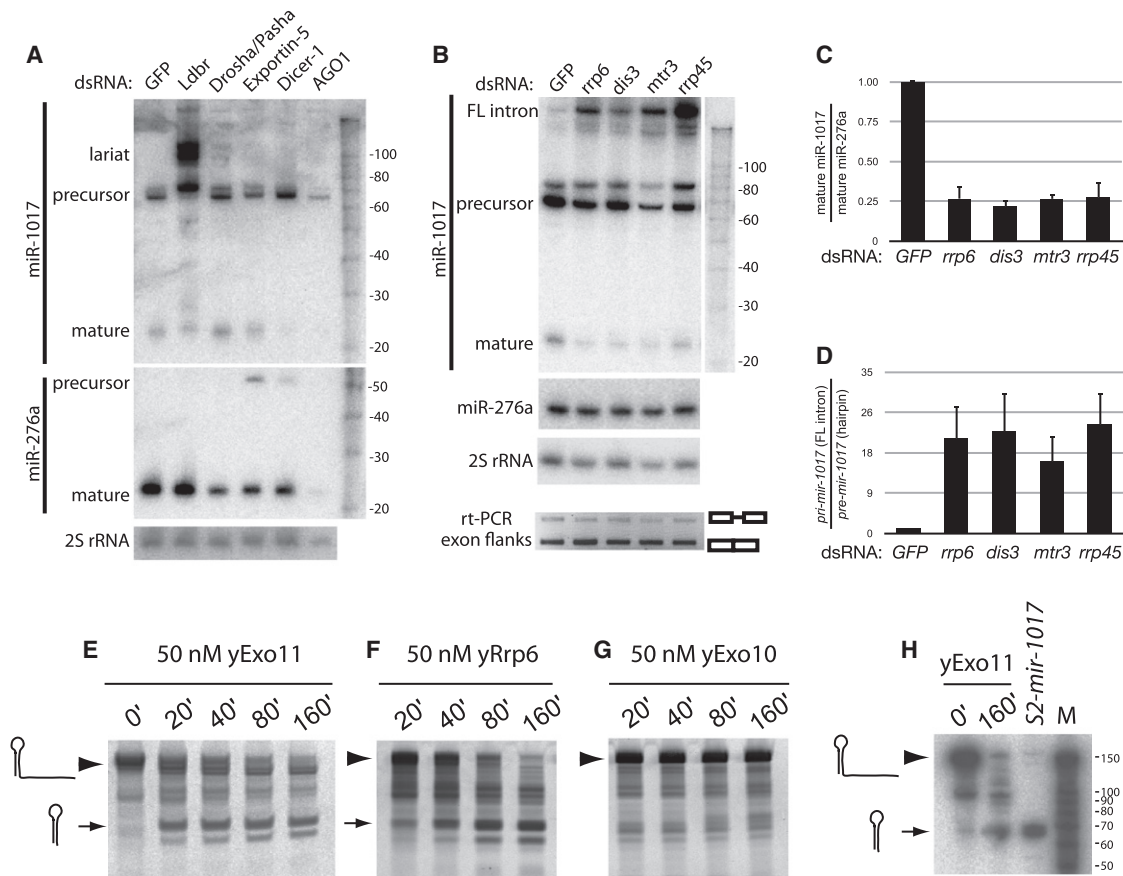 A
dsRNA: GFP Ldbr Drosha/Pasha Exportin-5 Dicer-1 AGO1
miR-1017
lariat
precursor
mature
-100
-80
-60
-40
-30
-20
miR-276a
precursor
mature
-50
-40
-30
-20
2S rRNA
B
dsRNA: GFP rrp6 dis3 mtr3 rrp45
miR-1017
FL intron
precursor
mature
-100
-80
-60
-40
-30
-20
miR-276a
2S rRNA
rt-PCR
exon flanks
C
mature miR-1017
mature miR-276a
1.00
0.75
0.50
0.25
0
dsRNA: GFP rrp6 dis3 mtr3 rrp45
D
pri-mir-1017 (FL intron)
pre-mir-1017 (hairpin)
35
26
18
9
0
dsRNA: GFP rrp6 dis3 mtr3 rrp45
E
50 nM yExo11
0' 20' 40' 80' 160'
F
50 nM yRrp6
20' 40' 80' 160'
G
50 nM yExo10
20' 40' 80' 160'
H
yExo11
0' 160' S2-mir-1017 M
-150
-100
-90
-80
-70
-60
-50